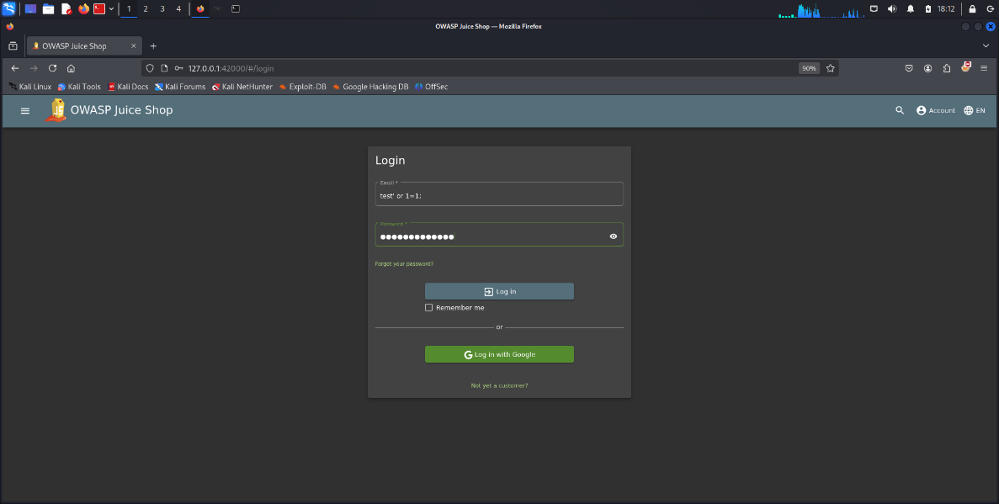 1 2 3 4 18:12
OWASP Juice Shop — Mozilla Firefox
OWASP Juice Shop
127.0.0.1:42000/#/login 90%
Kali Linux Kali Tools Kali Docs Kali Forums Kali NetHunter Exploit-DB Google Hacking DB OffSec
OWASP Juice Shop Account EN
Login
Email *
test' or 1=1;
Password *
Forgot your password?
Log in
Remember me
or
Log in with Google
Not yet a customer?